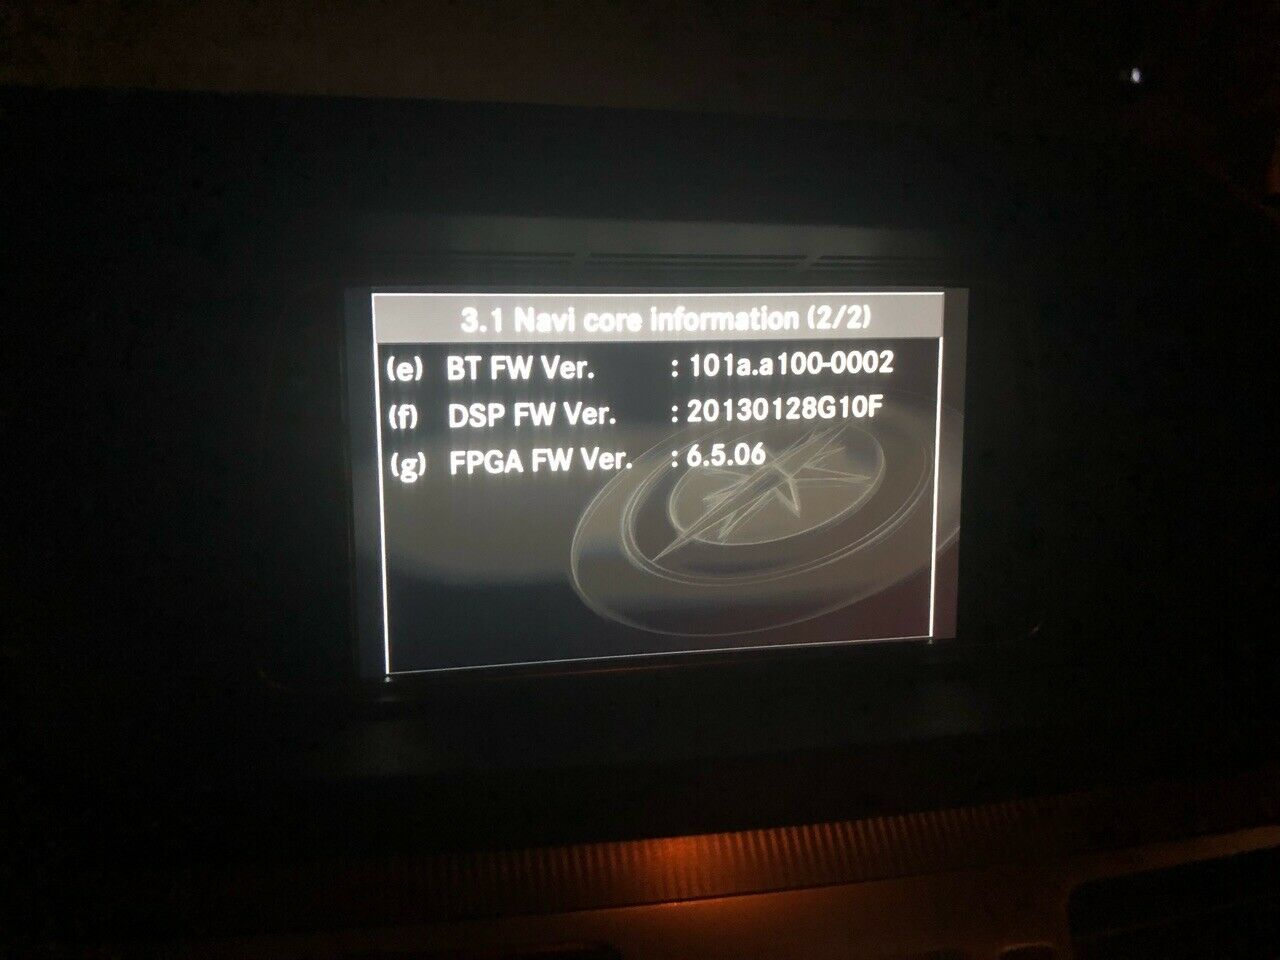 3.1 Navi core information (2/2)
(e) BT FW Ver. : 101a.a100-0002
(f) DSP FW Ver. : 20130128G10F
(g) FPGA FW Ver. : 6.5.06